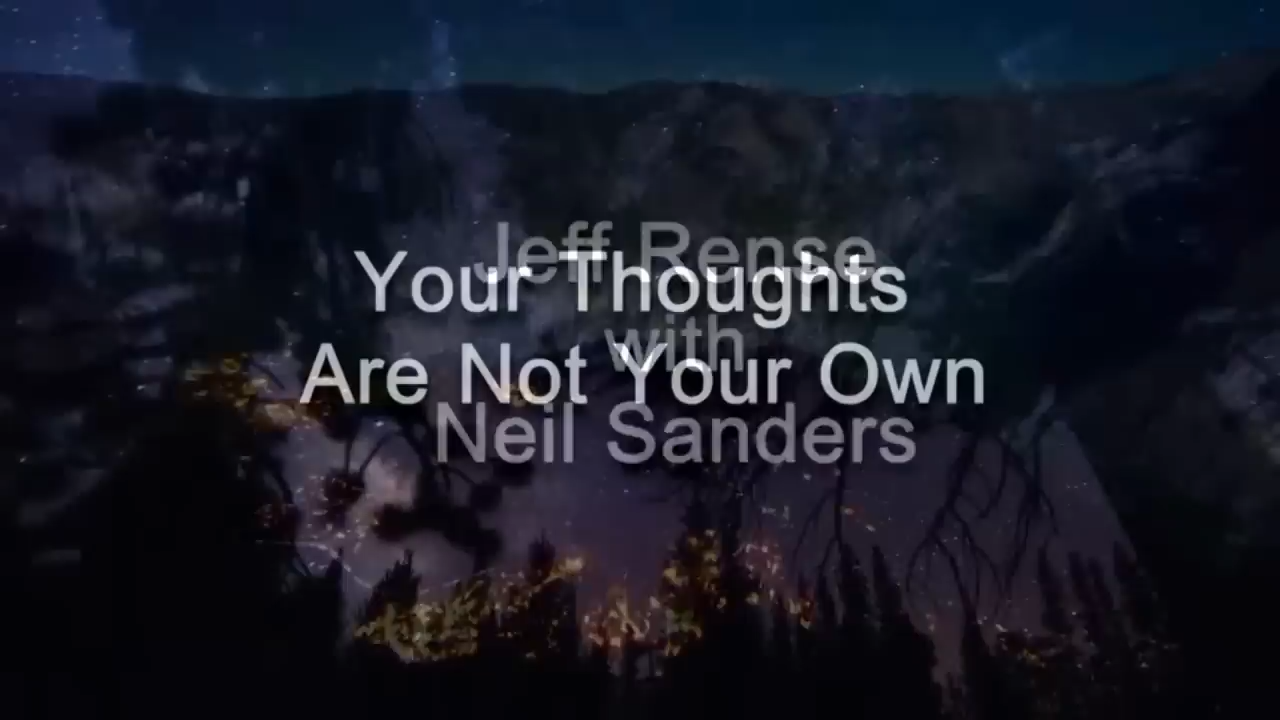 Jeff Rense
Your Thoughts
with
Are Not Your Own
Neil Sanders